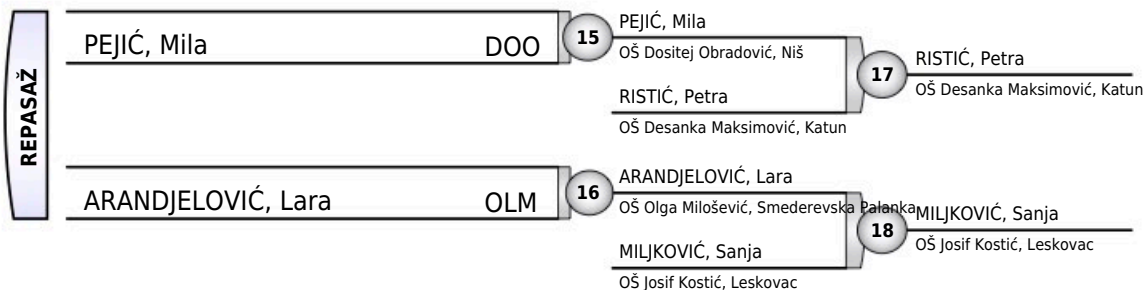 REPASAŽ
PEJIĆ, Mila DOO
15
PEJIĆ, Mila
OŠ Dositej Obradović, Niš
RISTIĆ, Petra
OŠ Desanka Maksimović, Katun
17
RISTIĆ, Petra
OŠ Desanka Maksimović, Katun
ARANDJELOVIĆ, Lara OLM
16
ARANDJELOVIĆ, Lara
OŠ Olga Milošević, Smederevska Palanka
MILJKOVIĆ, Sanja
OŠ Josif Kostić, Leskovac
18
MILJKOVIĆ, Sanja
OŠ Josif Kostić, Leskovac